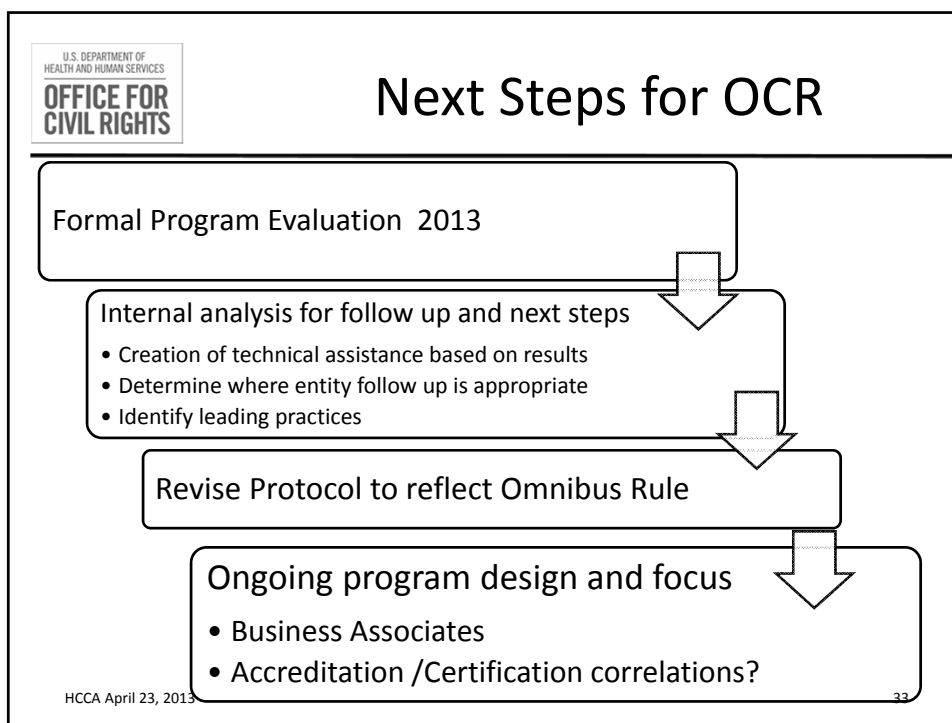 U.S. DEPARTMENT OF
HEALTH AND HUMAN SERVICES
OFFICE FOR
CIVIL RIGHTS
Next Steps for OCR
Formal Program Evaluation 2013
Internal analysis for follow up and next steps
• Creation of technical assistance based on results
• Determine where entity follow up is appropriate
• Identify leading practices
Revise Protocol to reflect Omnibus Rule
Ongoing program design and focus
• Business Associates
• Accreditation /Certification correlations?
HCCA April 23, 2013
33